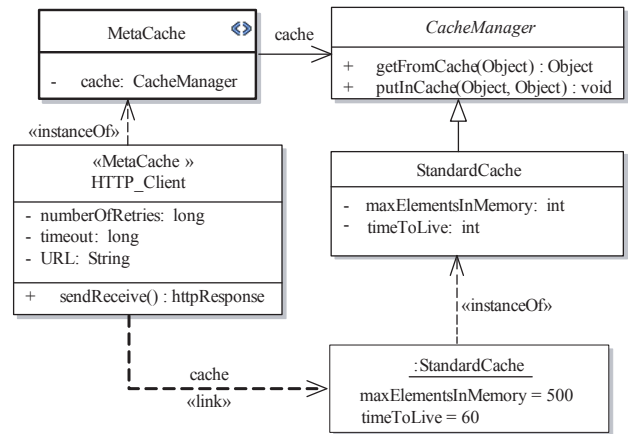 MetaCache
- cache: CacheManager
cache
CacheManager
+ getFromCache(Object) : Object
+ putInCache(Object, Object) : void
«instanceOf»
«MetaCache »
HTTP_Client
- numberOfRetries: long
- timeout: long
- URL: String
+ sendReceive() : httpResponse
StandardCache
- maxElementsInMemory: int
- timeToLive: int
«instanceOf»
cache
«link»
:StandardCache
maxElementsInMemory = 500
timeToLive = 60